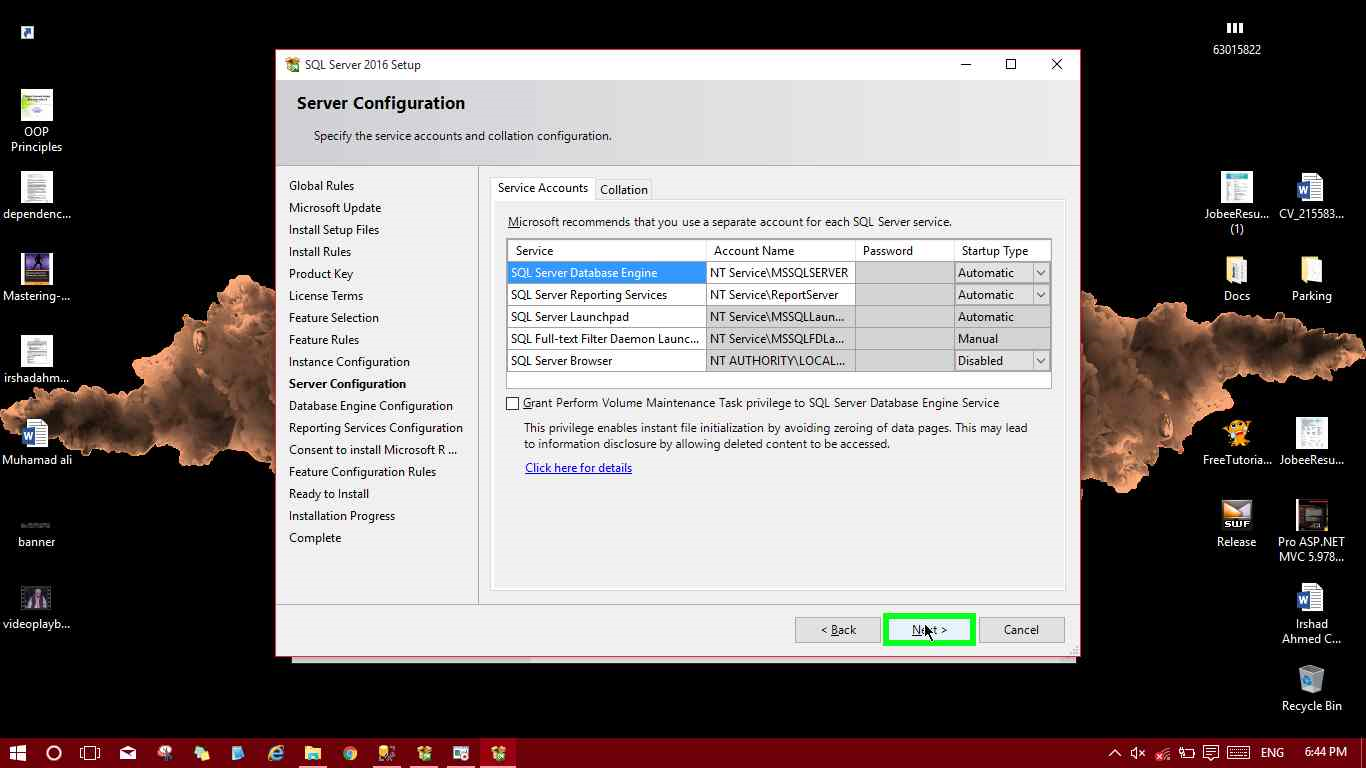 63015822
OOP
Principles
dependenc...
Mastering-...
irshadahm...
Muhamad ali
banner
videoplayb...
SQL Server 2016 Setup
Server Configuration
Specify the service accounts and collation configuration.
Global Rules
Microsoft Update
Install Setup Files
Install Rules
Product Key
License Terms
Feature Selection
Feature Rules
Instance Configuration
Server Configuration
Database Engine Configuration
Reporting Services Configuration
Consent to install Microsoft R ...
Feature Configuration Rules
Ready to Install
Installation Progress
Complete
Service Accounts Collation
Microsoft recommends that you use a separate account for each SQL Server service.
Service Account Name Password Startup Type
SQL Server Database Engine NT Service\MSSQLSERVER Automatic
SQL Server Reporting Services NT Service\ReportServer Automatic
SQL Server Launchpad NT Service\MSSQLLaun... Automatic
SQL Full-text Filter Daemon Launc... NT Service\MSSQLFDLa... Manual
SQL Server Browser NT AUTHORITY\LOCAL... Disabled
Grant Perform Volume Maintenance Task privilege to SQL Server Database Engine Service
This privilege enables instant file initialization by avoiding zeroing of data pages. This may lead
to information disclosure by allowing deleted content to be accessed.
Click here for details
< Back Next > Cancel
JobeeResu...
(1)
CV_215583...
Docs
Parking
FreeTutoria...
JobeeResu...
SWF
Release
Pro ASP.NET
MVC 5.978...
Irshad
Ahmed C...
Recycle Bin
ENG 6:44 PM